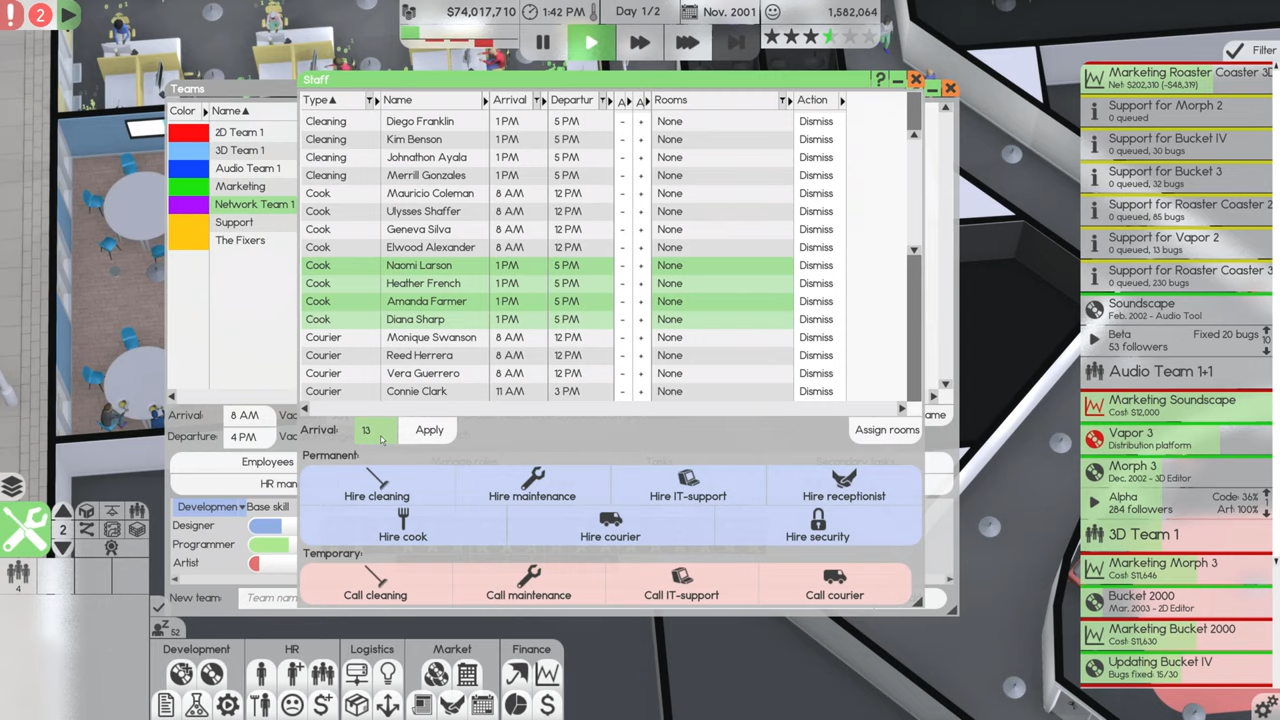 2
$74,017,710
1:42 PM
Day 1/2
Nov. 2001
1,582,064
Filter
Teams
Color
Name▲
2D Team 1
3D Team 1
Audio Team 1
Marketing
Network Team 1
Support
The Fixers
Arrival: 8 AM
Departure: 4 PM
Employees
Developmen Base skill
Designer
Programmer
Artist
New team: Team nam
Staff
?
Type▲ Name Arrival Departur Rooms Action
Cleaning Diego Franklin 1 PM 5 PM - + None Dismiss
Cleaning Kim Benson 1 PM 5 PM - + None Dismiss
Cleaning Johnathon Ayala 1 PM 5 PM - + None Dismiss
Cleaning Merrill Gonzales 1 PM 5 PM - + None Dismiss
Cook Mauricio Coleman 8 AM 12 PM - + None Dismiss
Cook Ulysses Shaffer 8 AM 12 PM - + None Dismiss
Cook Geneva Silva 8 AM 12 PM - + None Dismiss
Cook Elwood Alexander 8 AM 12 PM - + None Dismiss
Cook Naomi Larson 1 PM 5 PM - + None Dismiss
Cook Heather French 1 PM 5 PM - + None Dismiss
Cook Amanda Farmer 1 PM 5 PM - + None Dismiss
Cook Diana Sharp 1 PM 5 PM - + None Dismiss
Courier Monique Swanson 8 AM 12 PM - + None Dismiss
Courier Reed Herrera 8 AM 12 PM - + None Dismiss
Courier Vera Guerrero 8 AM 12 PM - + None Dismiss
Courier Connie Clark 11 AM 3 PM - + None Dismiss
Arrival: 13 Apply Assign rooms
Permanent:
Hire cleaning Hire maintenance Hire IT-support Hire receptionist
Hire cook Hire courier Hire security
Temporary:
Call cleaning Call maintenance Call IT-support Call courier
Marketing Roaster Coaster 3D
Net: $202,310 (-$48,319)
Support for Morph 2
0 queued
Support for Bucket IV
0 queued, 30 bugs
Support for Bucket 3
0 queued, 32 bugs
Support for Roaster Coaster 2
0 queued, 85 bugs
Support for Vapor 2
0 queued, 13 bugs
Support for Roaster Coaster 3
0 queued, 230 bugs
Soundscape
Feb. 2002 - Audio Tool
Beta Fixed 20 bugs
53 followers
10
Audio Team 1+1
Marketing Soundscape
Cost: $12,000
Vapor 3
Distribution platform
Morph 3
Dec. 2002 - 3D Editor
Alpha Code: 36%
284 followers Art: 100%
1
3D Team 1
Marketing Morph 3
Cost: $11,646
Bucket 2000
Mar. 2003 - 2D Editor
Marketing Bucket 2000
Cost: $11,630
Updating Bucket IV
Bugs fixed: 15/30
2
4
52
Development HR Logistics Market Finance